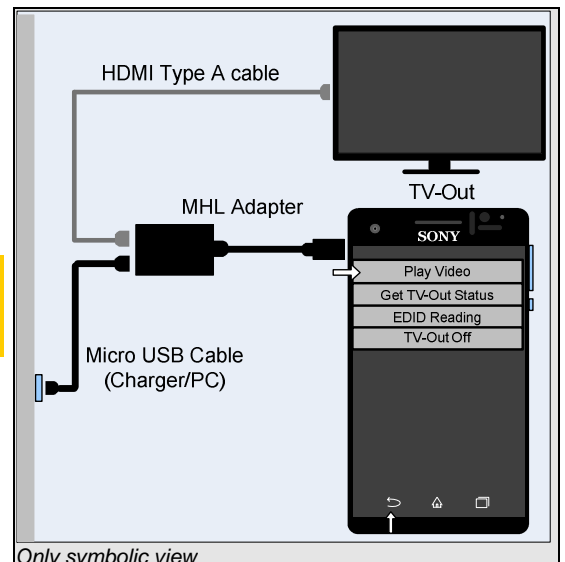 HDMI Type A cable
TV-Out
MHL Adapter
SONY
Play Video
Get TV-Out Status
EDID Reading
TV-Out Off
Micro USB Cable
(Charger/PC)
Only symbolic view